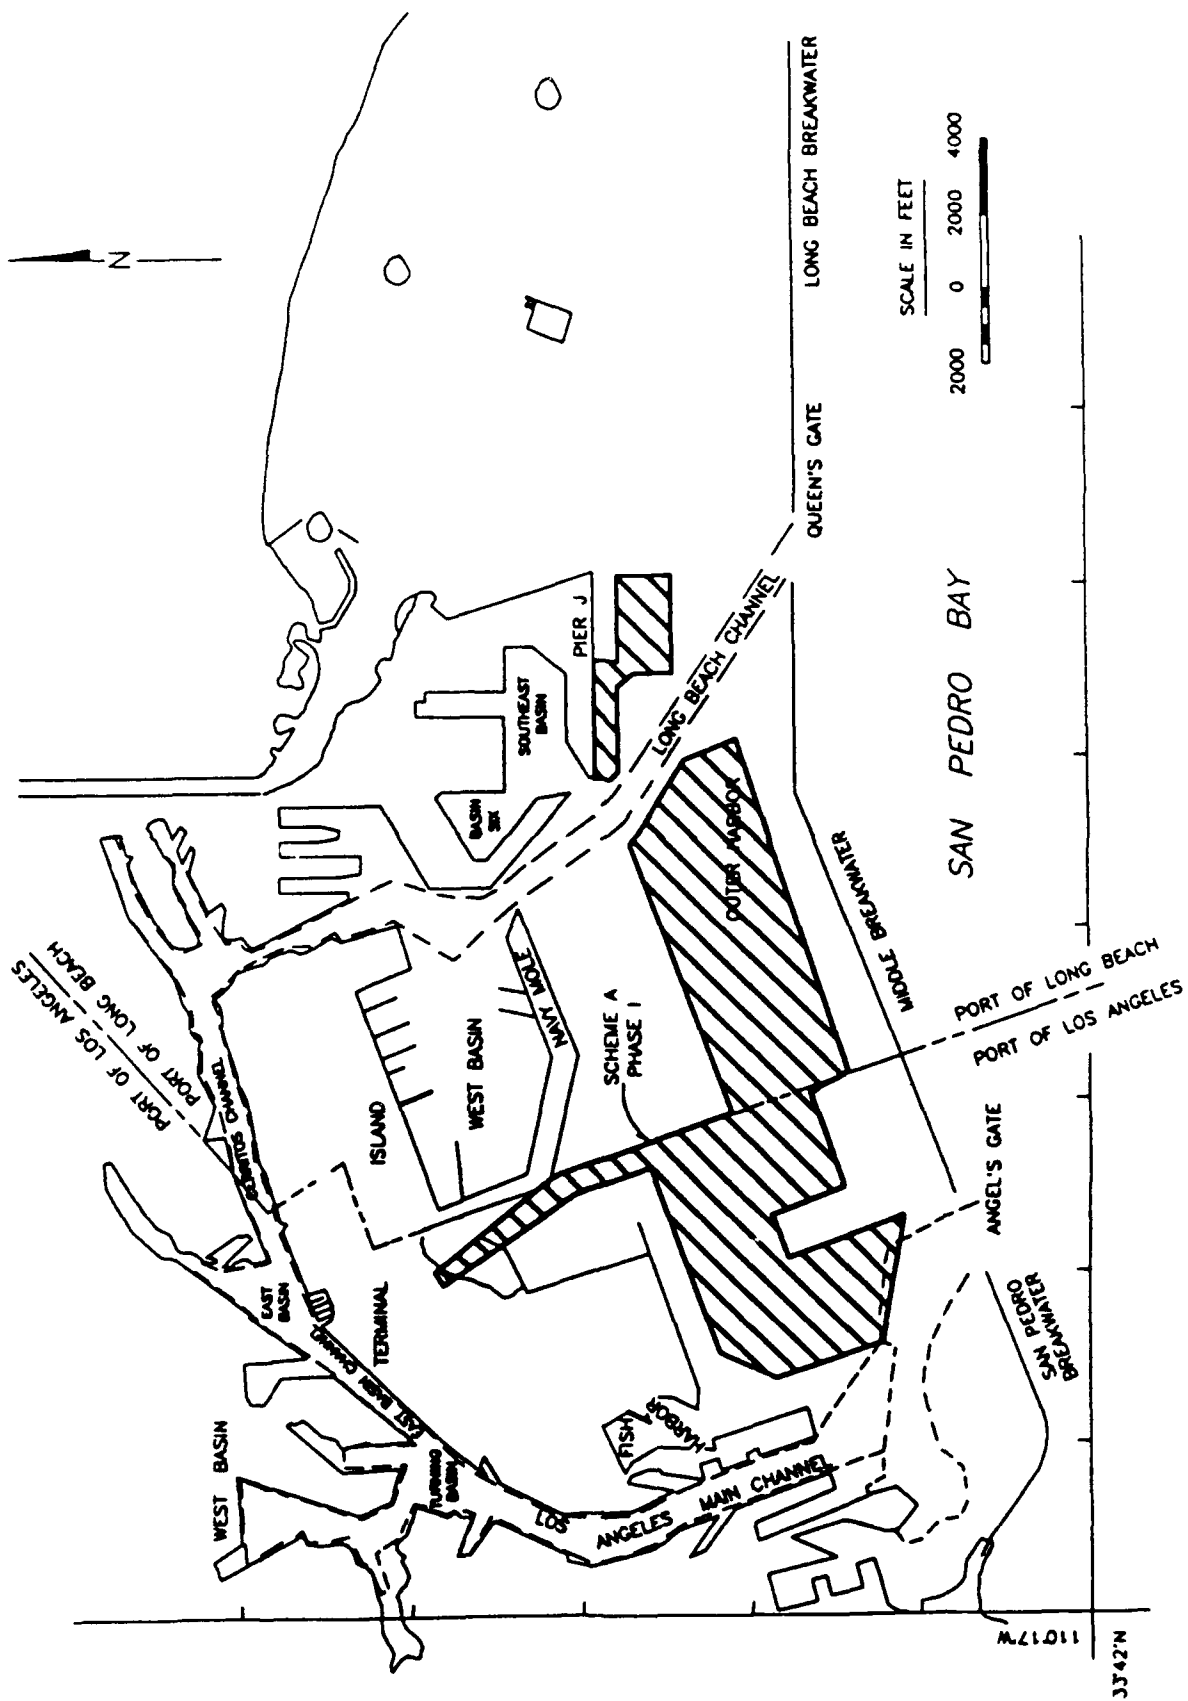 N
PORT OF LOS ANGELES
PORT OF LONG BEACH
CERRITOS CHANNEL
WEST BASIN
EAST
BASIN
EAST BASIN CHANNEL
TURNING
BASIN
TERMINAL
ISLAND
WEST BASIN
NAVY MOLE
BASIN
SIX
SOUTHEAST
BASIN
PIER J
LOS
ANGELES
MAIN CHANNEL
FISH
HARBOR
SCHEME A
PHASE 1
OUTER HARBOR
LONG BEACH CHANNEL
QUEEN'S GATE
LONG BEACH BREAKWATER
MIDDLE BREAKWATER
ANGEL'S GATE
SAN PEDRO
BREAKWATER
PORT OF LONG BEACH
PORT OF LOS ANGELES
SAN PEDRO BAY
SCALE IN FEET
2000 0 2000 4000
110°17'W
33°42'N